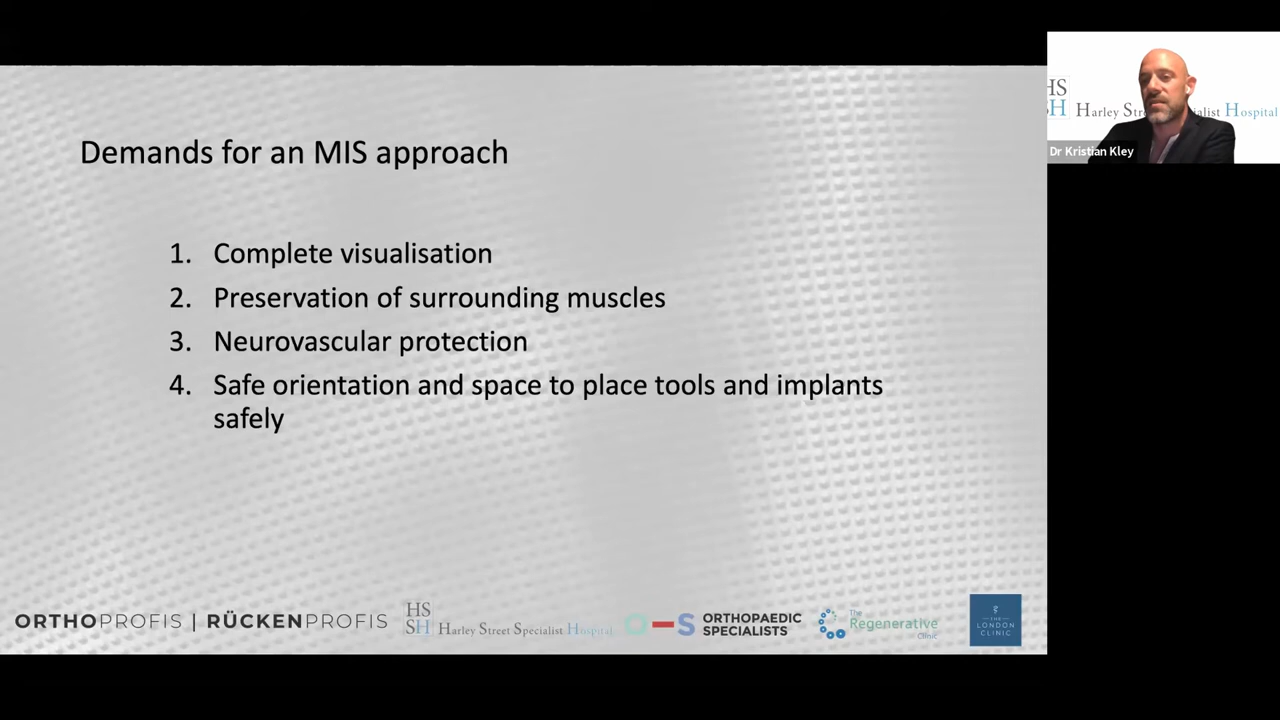 Demands for an MIS approach
1. Complete visualisation
2. Preservation of surrounding muscles
3. Neurovascular protection
4. Safe orientation and space to place tools and implants
safely
ORTHOPROFIS | RÜCKENPROFIS
HS
SH Harley Street Specialist Hospital
O-S ORTHOPAEDIC
SPECIALISTS
The
Regenerative
Clinic
THE
LONDON
CLINIC
HS
SH Harley Str ialist Hospital
Dr Kristian Kley